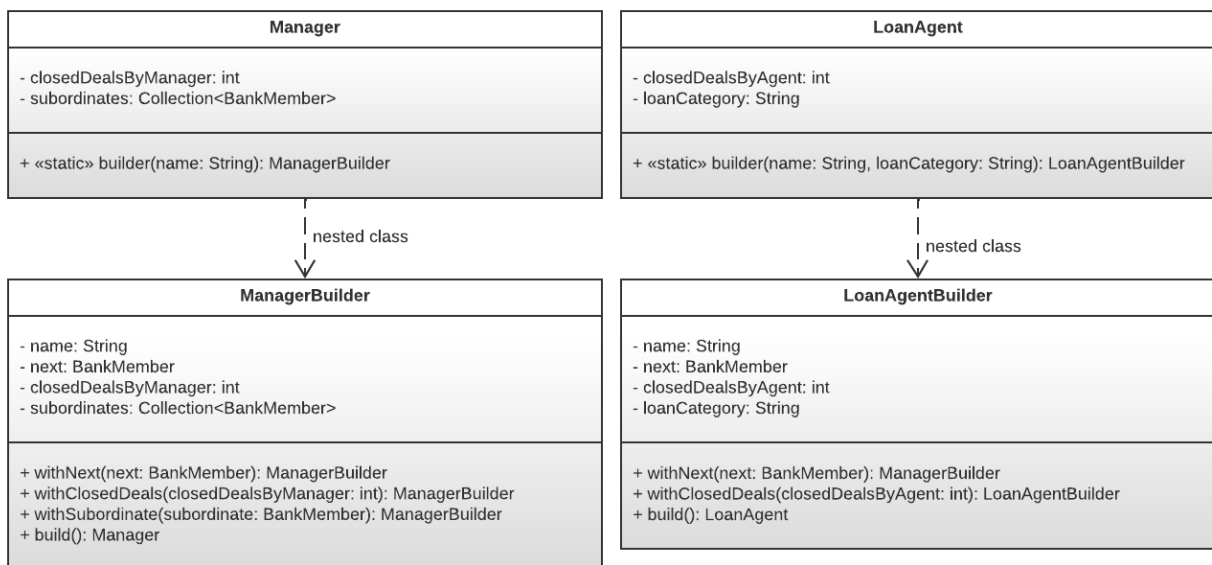 Manager
- closedDealsByManager: int
- subordinates: Collection<BankMember>
+ «static» builder(name: String): ManagerBuilder
nested class
ManagerBuilder
- name: String
- next: BankMember
- closedDealsByManager: int
- subordinates: Collection<BankMember>
+ withNext(next: BankMember): ManagerBuilder
+ withClosedDeals(closedDealsByManager: int): ManagerBuilder
+ withSubordinate(subordinate: BankMember): ManagerBuilder
+ build(): Manager
LoanAgent
- closedDealsByAgent: int
- loanCategory: String
+ «static» builder(name: String, loanCategory: String): LoanAgentBuilder
nested class
LoanAgentBuilder
- name: String
- next: BankMember
- closedDealsByAgent: int
- loanCategory: String
+ withNext(next: BankMember): ManagerBuilder
+ withClosedDeals(closedDealsByAgent: int): LoanAgentBuilder
+ build(): LoanAgent